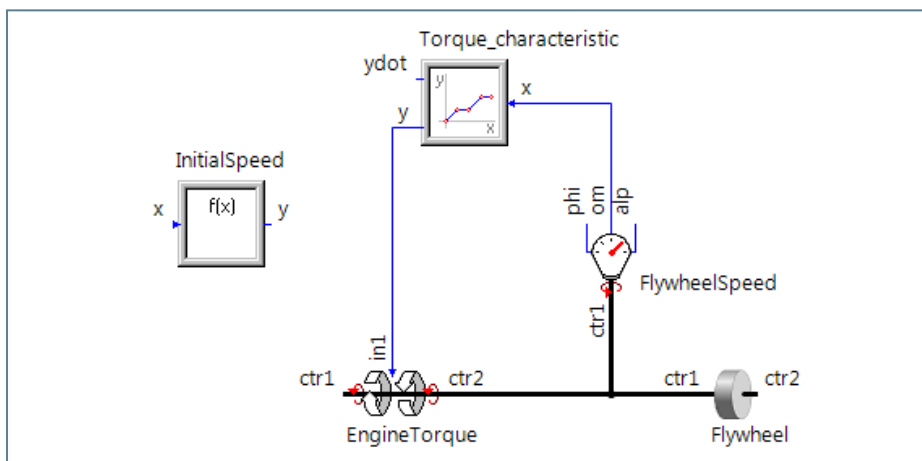 Torque_characteristic
ydot
y
x
y
x
InitialSpeed
x
f(x)
y
phi
om
alp
FlywheelSpeed
ctr1
in1
ctr1
ctr2
ctr1
ctr2
EngineTorque
Flywheel